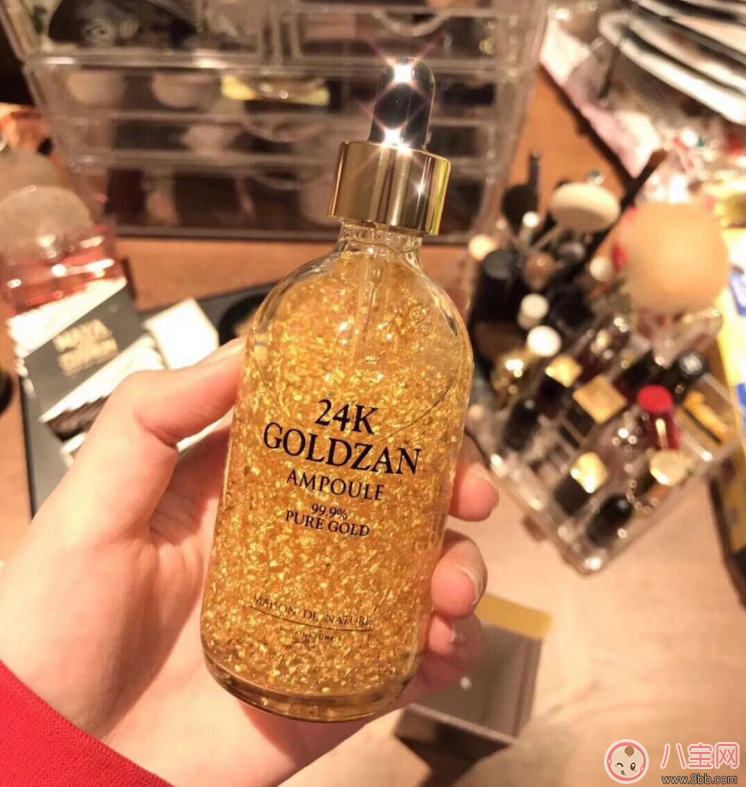 24K
GOLDZAN
AMPOULE
99.9%
PURE GOLD
MAISON DE NATURE
八宝网
www.8bb.com